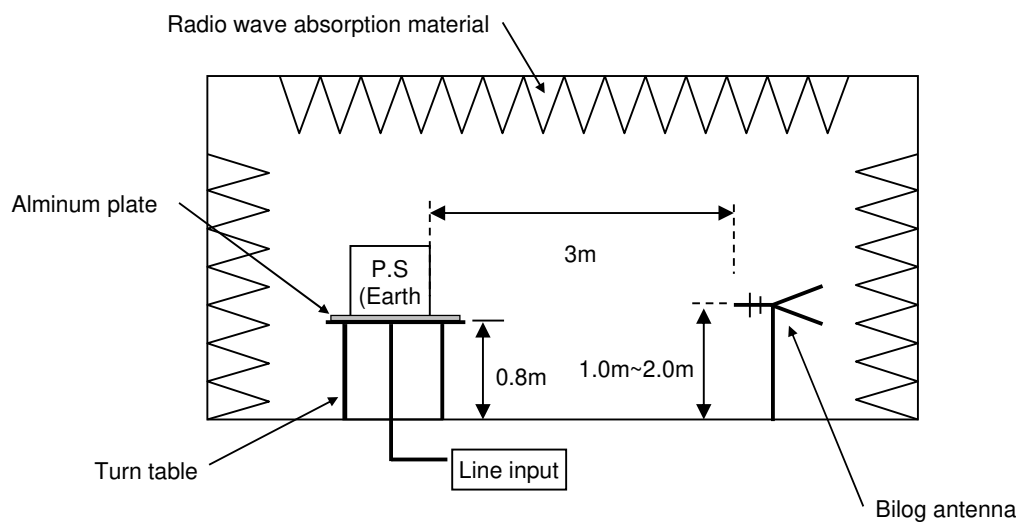 Radio wave absorption material
Alminum plate
3m
P.S
(Earth
0.8m
1.0m~2.0m
Turn table
Line input
Bilog antenna